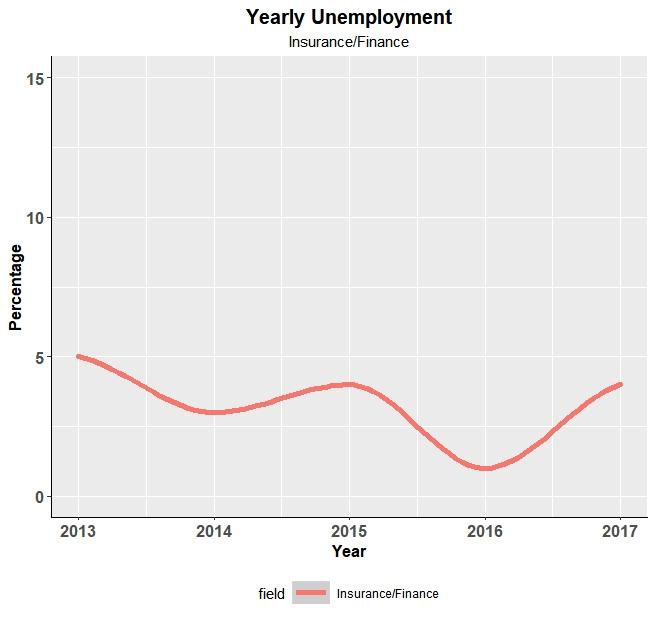 Yearly Unemployment
Insurance/Finance
15
10
5
0
Percentage
2013 2014 2015 2016 2017
Year
field Insurance/Finance